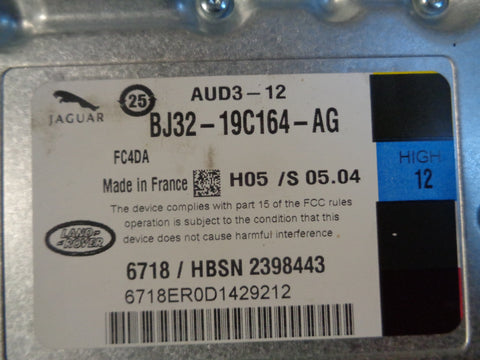 25
AUD3-12
JAGUAR
BJ32-19C164-AG
FC4DA
HIGH
12
Made in France H05 /S 05.04
The device complies with part 15 of the FCC rules
operation is subject to the condition that this
device does not cause harmful interference.
LAND-
ROVER
6718 / HBSN 2398443
6718ER0D1429212